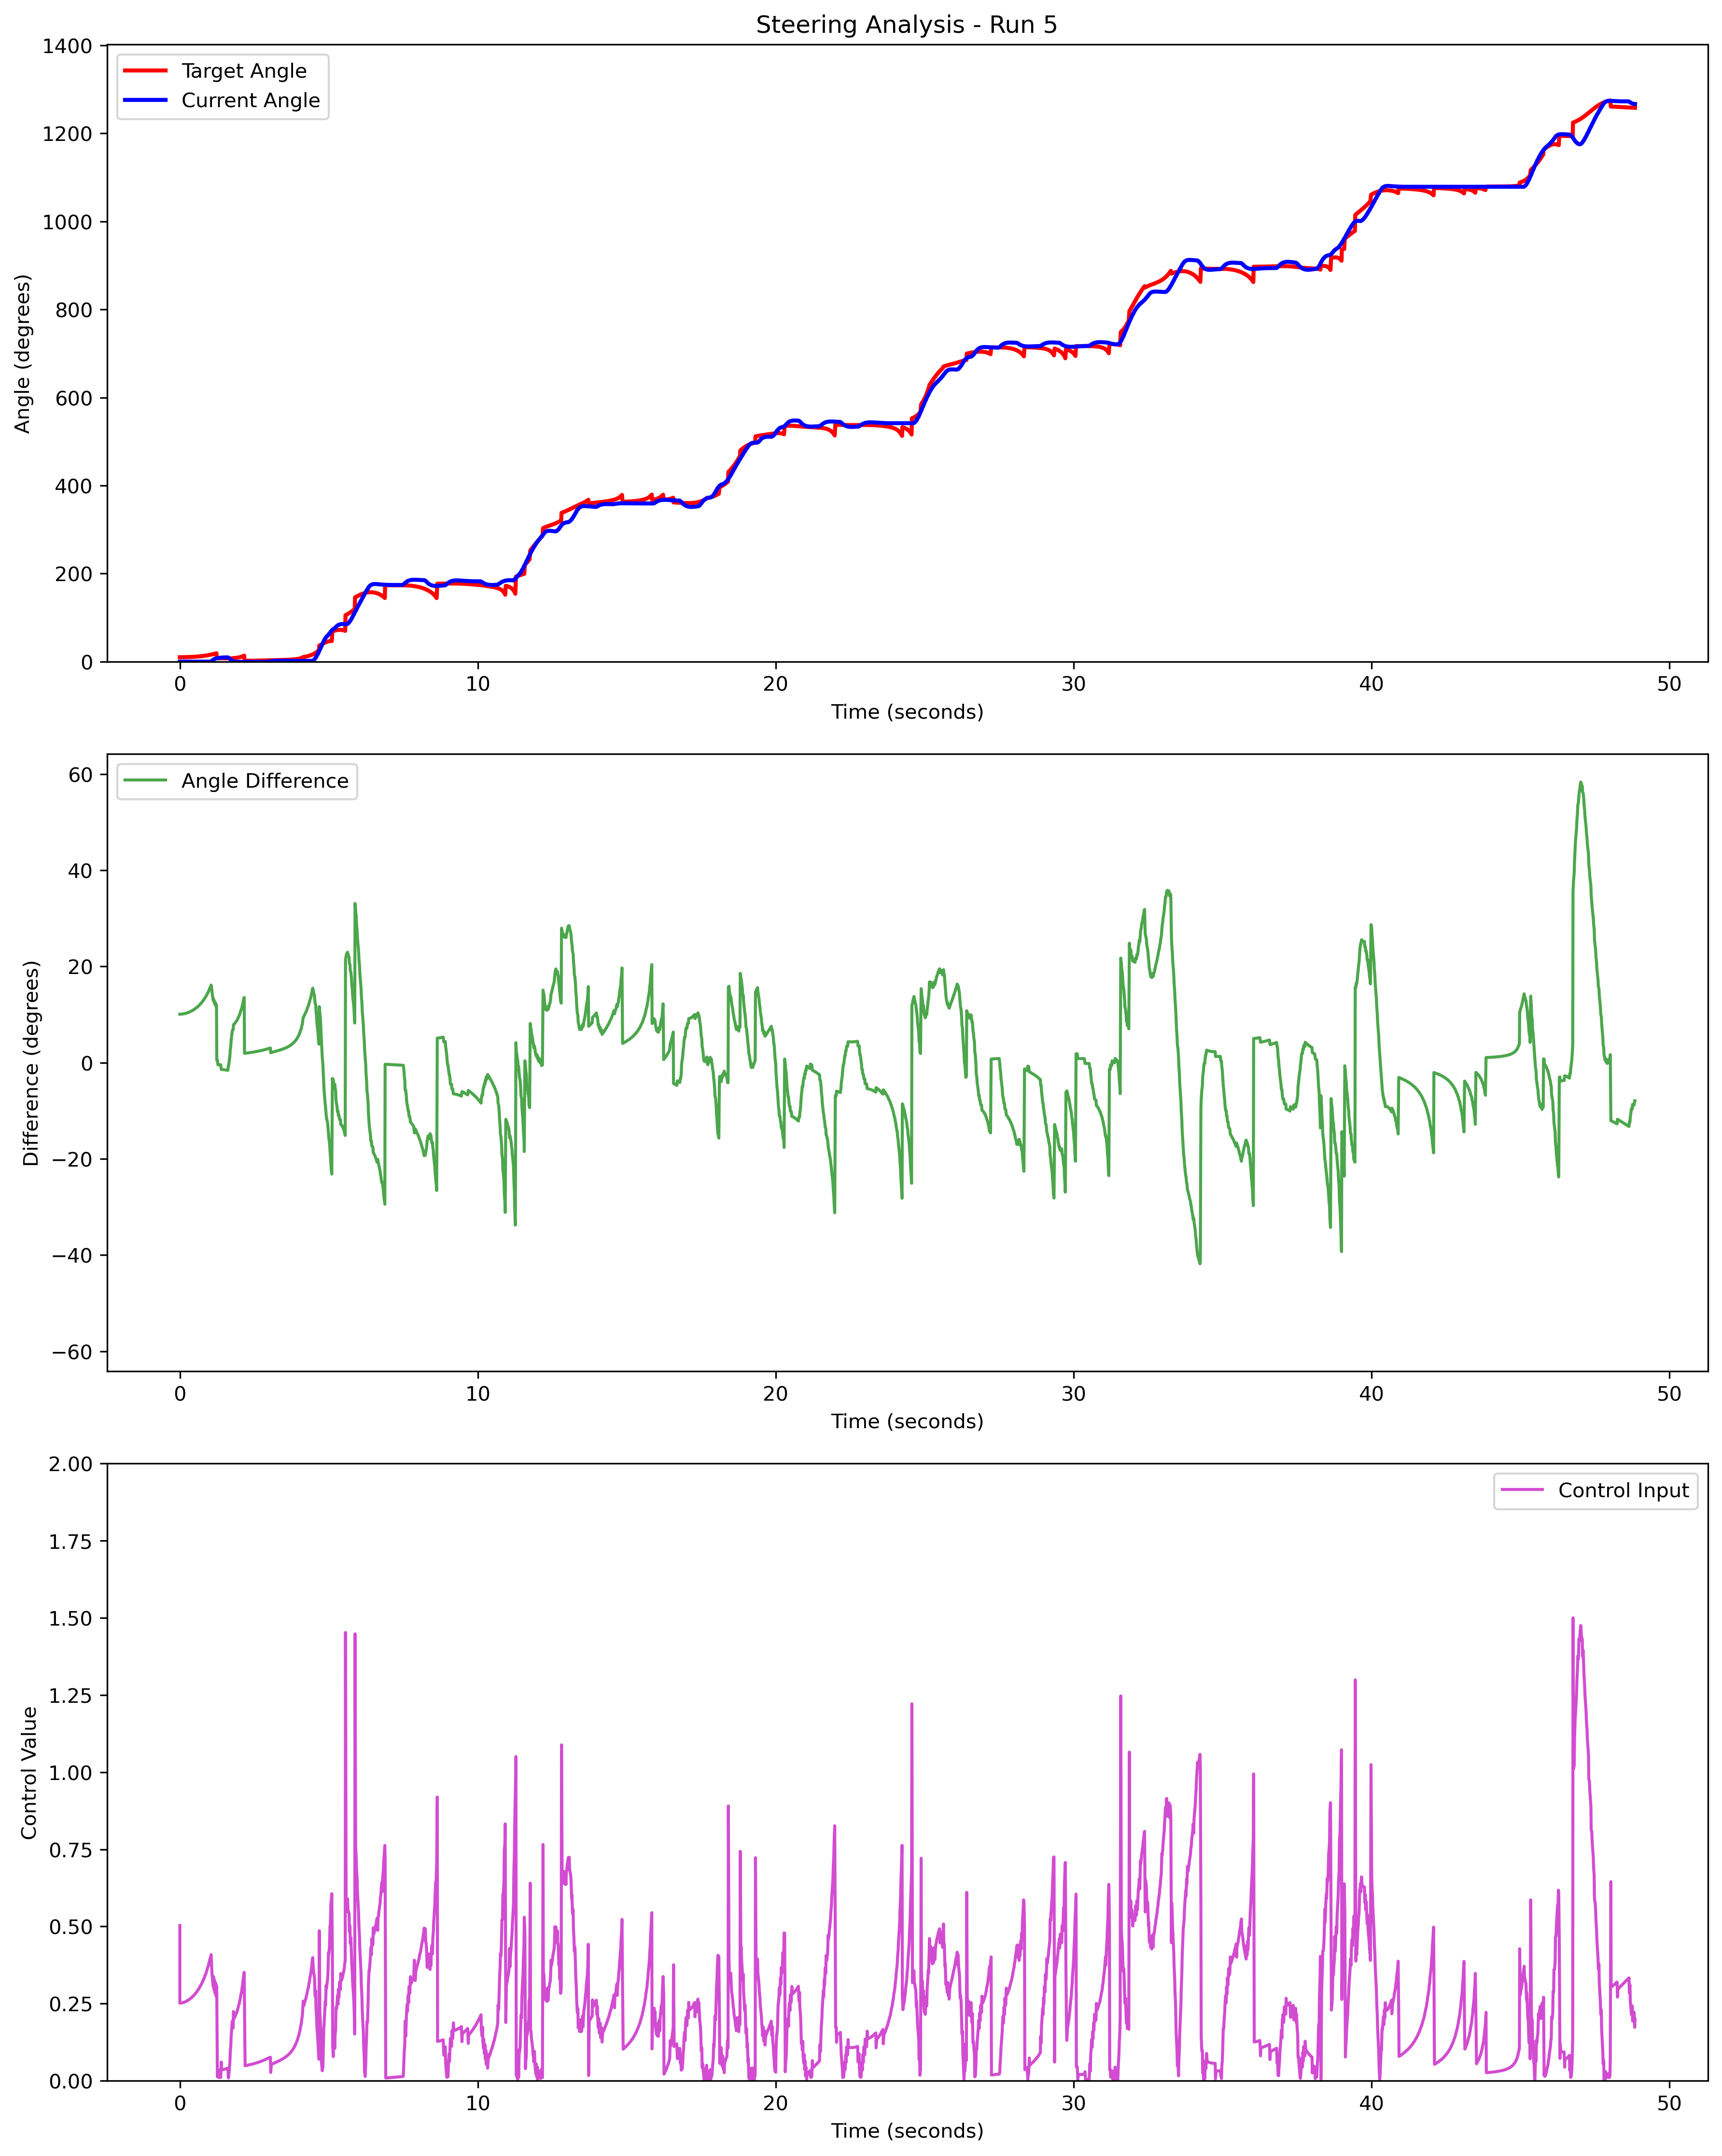 Steering Analysis - Run 5
1400
1200
1000
800
600
400
200
0
Angle (degrees)
Target Angle
Current Angle
0 10 20 30 40 50
Time (seconds)
60
40
20
0
−20
−40
−60
Difference (degrees)
Angle Difference
0 10 20 30 40 50
Time (seconds)
2.00
1.75
1.50
1.25
1.00
0.75
0.50
0.25
0.00
Control Value
Control Input
0 10 20 30 40 50
Time (seconds)